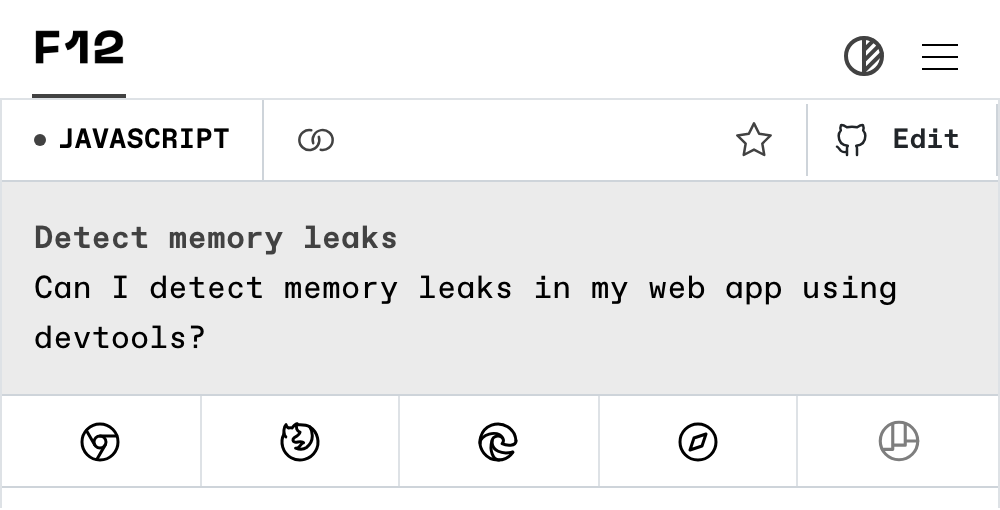 F12
JAVASCRIPT
Edit
Detect memory leaks
Can I detect memory leaks in my web app using
devtools?